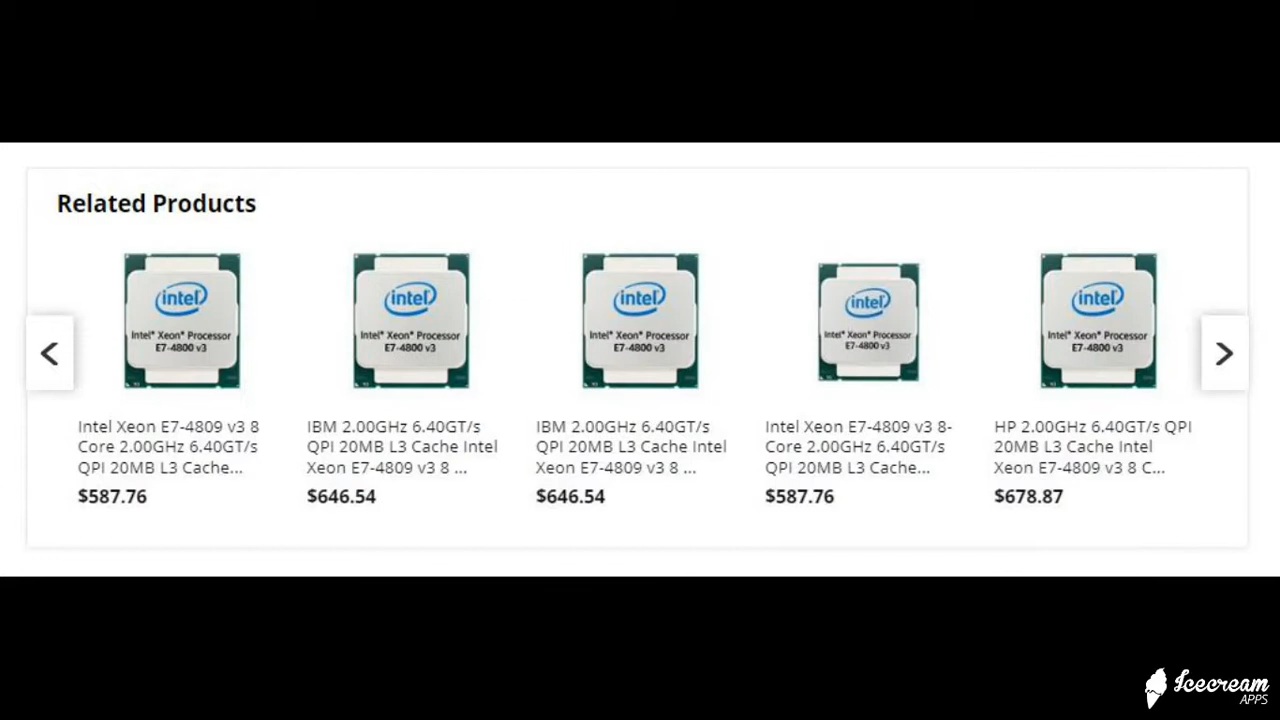 Related Products
intel
Intel® Xeon® Processor
E7-4800 v3
intel
Intel® Xeon® Processor
E7-4800 v3
intel
Intel® Xeon® Processor
E7-4800 v3
intel
Intel® Xeon® Processor
E7-4800 v3
intel
Intel® Xeon® Processor
E7-4800 v3
<
>
Intel Xeon E7-4809 v3 8
Core 2.00GHz 6.40GT/s
QPI 20MB L3 Cache...
$587.76
IBM 2.00GHz 6.40GT/s
QPI 20MB L3 Cache Intel
Xeon E7-4809 v3 8 ...
$646.54
IBM 2.00GHz 6.40GT/s
QPI 20MB L3 Cache Intel
Xeon E7-4809 v3 8 ...
$646.54
Intel Xeon E7-4809 v3 8-
Core 2.00GHz 6.40GT/s
QPI 20MB L3 Cache...
$587.76
HP 2.00GHz 6.40GT/s QPI
20MB L3 Cache Intel
Xeon E7-4809 v3 8 C...
$678.87
Icecream
APPS